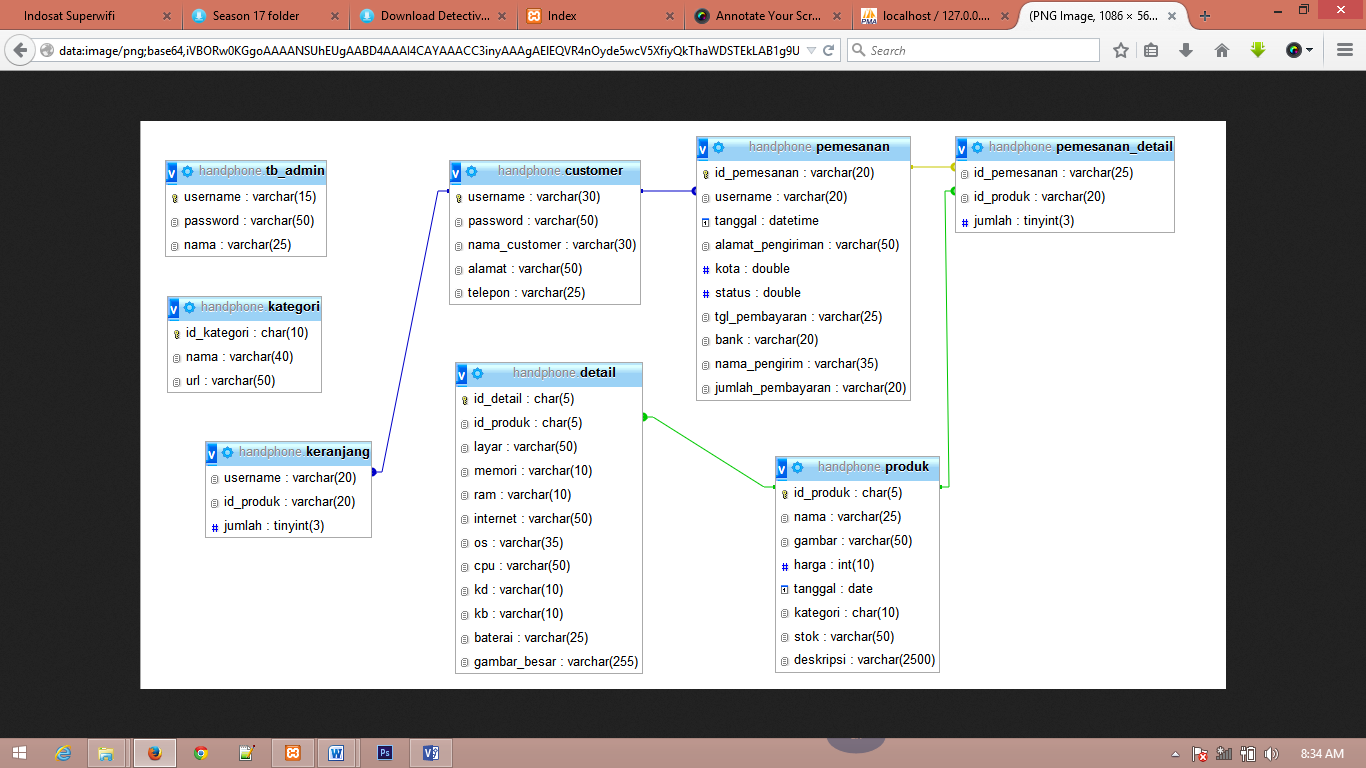 Indosat Superwifi
Season 17 folder
Download Detectiv...
Index
Annotate Your Scr...
localhost / 127.0.0....
(PNG Image, 1086 × 56...
data:image/png;base64,iVBORw0KGgoAAAANSUhEUgAABD4AAAI4CAYAAACC3inyAAAgAElEQVR4nOyde5wcV5XfiyQkThaWDSTEkLAB1g9U
Search
handphone tb_admin
username : varchar(15)
password : varchar(50)
nama : varchar(25)
handphone kategori
id_kategori : char(10)
nama : varchar(40)
url : varchar(50)
handphone keranjang
username : varchar(20)
id_produk : varchar(20)
jumlah : tinyint(3)
handphone customer
username : varchar(30)
password : varchar(50)
nama_customer : varchar(30)
alamat : varchar(50)
telepon : varchar(25)
handphone detail
id_detail : char(5)
id_produk : char(5)
layar : varchar(50)
memori : varchar(10)
ram : varchar(10)
internet : varchar(50)
os : varchar(35)
cpu : varchar(50)
kd : varchar(10)
kb : varchar(10)
baterai : varchar(25)
gambar_besar : varchar(255)
handphone pemesanan
id_pemesanan : varchar(20)
username : varchar(20)
tanggal : datetime
alamat_pengiriman : varchar(50)
kota : double
status : double
tgl_pembayaran : varchar(25)
bank : varchar(20)
nama_pengirim : varchar(35)
jumlah_pembayaran : varchar(20)
handphone pemesanan_detail
id_pemesanan : varchar(25)
id_produk : varchar(20)
jumlah : tinyint(3)
handphone produk
id_produk : char(5)
nama : varchar(25)
gambar : varchar(50)
harga : int(10)
tanggal : date
kategori : char(10)
stok : varchar(50)
deskripsi : varchar(2500)
8:34 AM